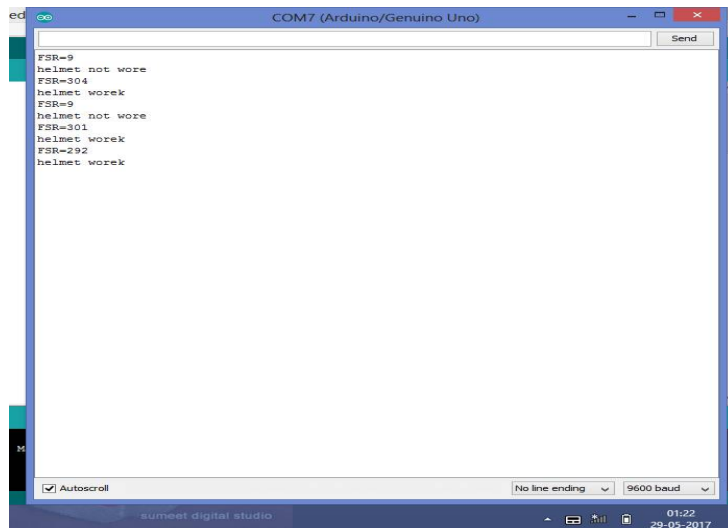 ed
COM7 (Arduino/Genuino Uno)
Send
FSR=9
helmet not wore
FSR=304
helmet worek
FSR=9
helmet not wore
FSR=301
helmet worek
FSR=292
helmet worek
M
Autoscroll
No line ending
9600 baud
sumeet digital studio
01:22
29-05-2017